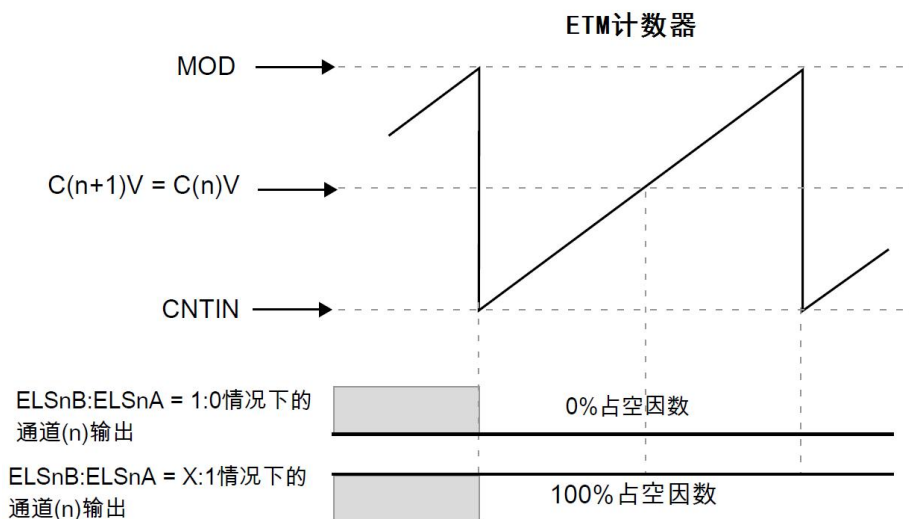 ETM计数器
MOD
C(n+1)V = C(n)V
CNTIN
ELSnB:ELSnA = 1:0情况下的
通道(n)输出
0%占空因数
ELSnB:ELSnA = X:1情况下的
通道(n)输出
100%占空因数